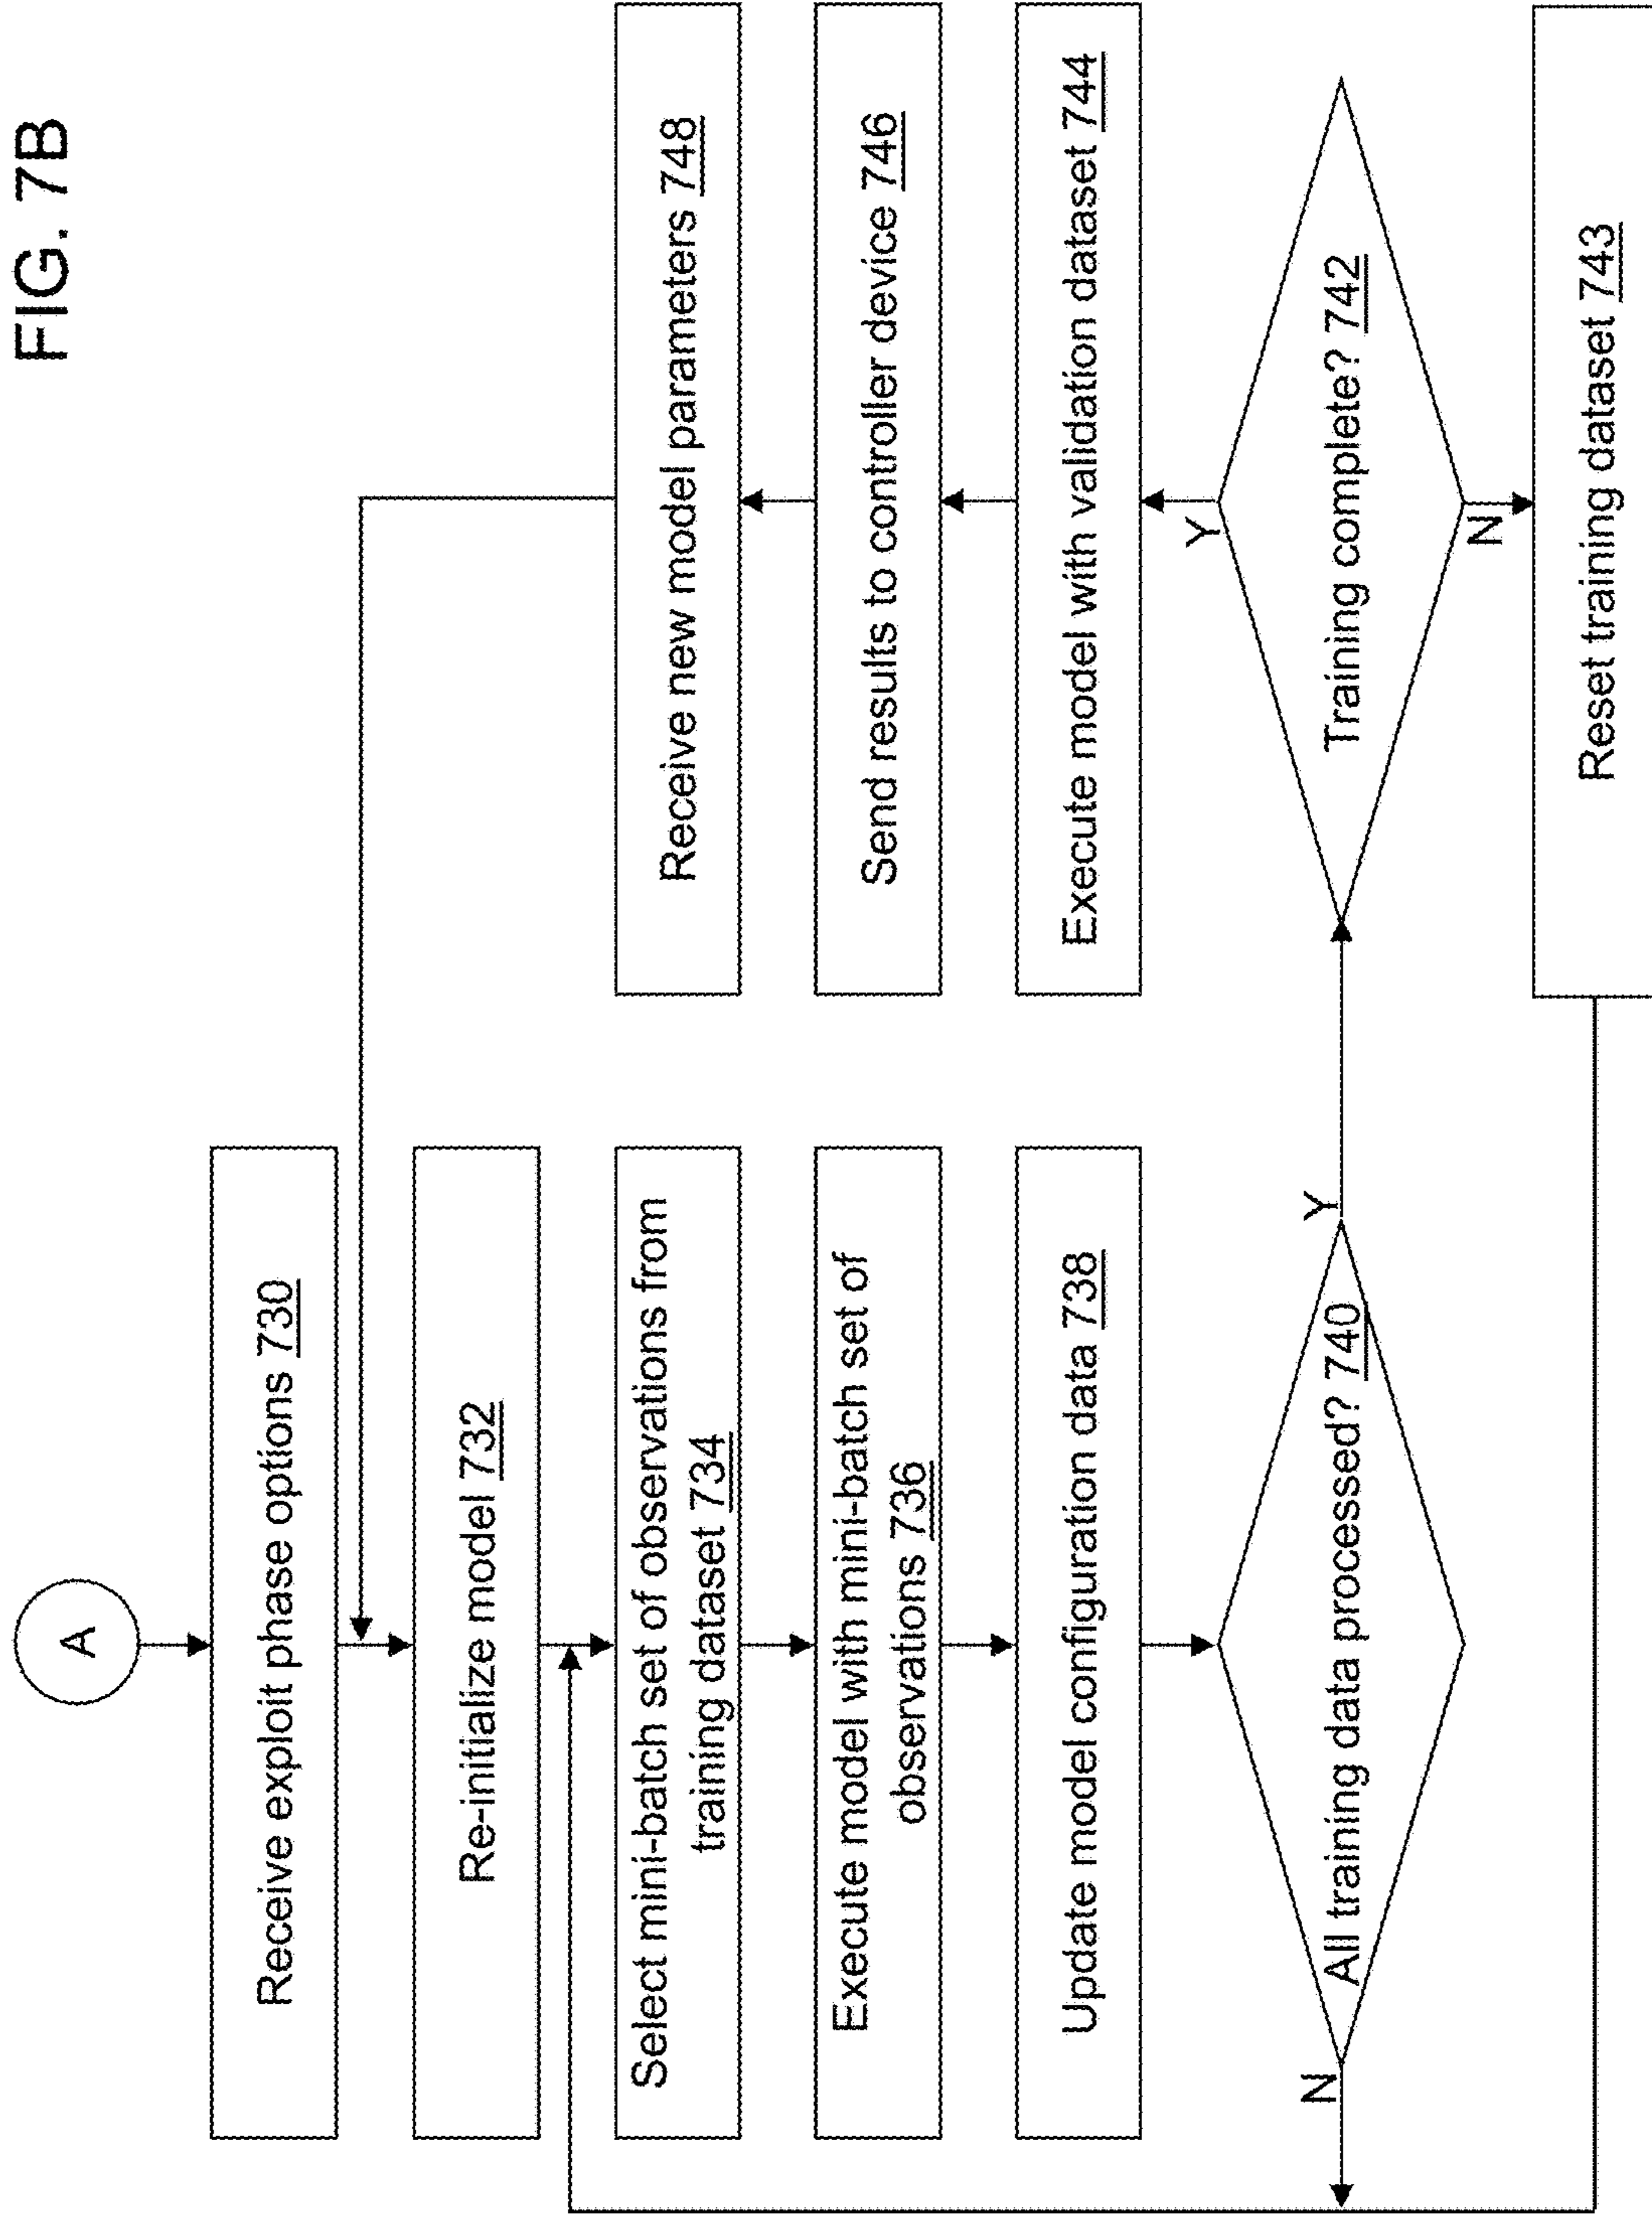 FIG. 7B
A
Receive exploit phase options 730
Re-initialize model 732
Select mini-batch set of observations from
training dataset 734
Execute model with mini-batch set of
observations 736
Update model configuration data 738
All training data processed? 740
N
Y
Receive new model parameters 748
Send results to controller device 746
Execute model with validation dataset 744
Y
Training complete? 742
N
Reset training dataset 743